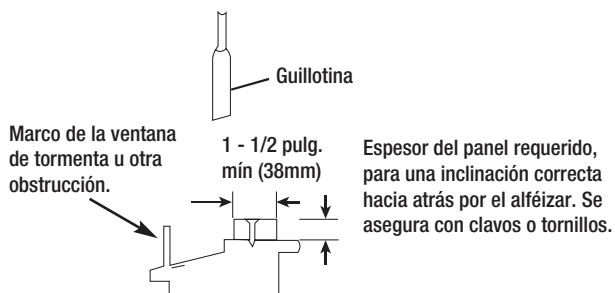 Guillotina
Marco de la ventana
de tormenta u otra
obstrucción.
1 - 1/2 pulg.
mín (38mm)
Espesor del panel requerido,
para una inclinación correcta
hacia atrás por el alféizar. Se
asegura con clavos o tornillos.